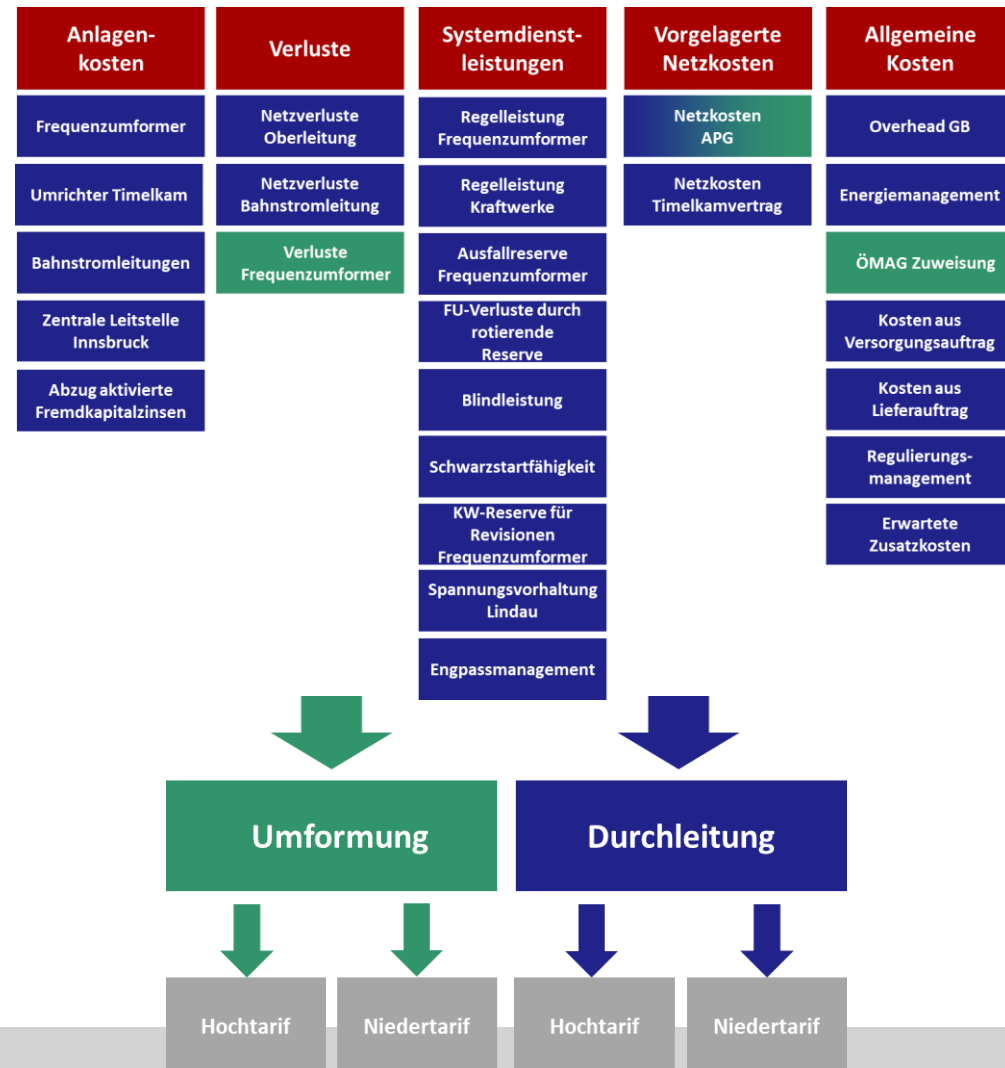 Anlagen-
kosten
Verluste
Systemdienst-
leistungen
Vorgelagerte
Netzkosten
Allgemeine
Kosten
Frequenzumformer
Umrichter Timelkam
Bahnstromleitungen
Zentrale Leitstelle
Innsbruck
Abzug aktivierte
Fremdkapitalzinsen
Netzverluste
Oberleitung
Netzverluste
Bahnstromleitung
Verluste
Frequenzumformer
Regelleistung
Frequenzumformer
Regelleistung
Kraftwerke
Ausfallreserve
Frequenzumformer
FU-Verluste durch
rotierende
Reserve
Blindleistung
Schwarzstartfähigkeit
KW-Reserve für
Revisionen
Frequenzumformer
Spannungsvorhaltung
Lindau
Engpassmanagement
Netzkosten
APG
Netzkosten
Timelkamvertrag
Overhead GB
Energiemanagement
ÖMAG Zuweisung
Kosten aus
Versorgungsauftrag
Kosten aus
Lieferauftrag
Regulierungs-
management
Erwartete
Zusatzkosten
Umformung
Durchleitung
Hochtarif
Niedertarif
Hochtarif
Niedertarif